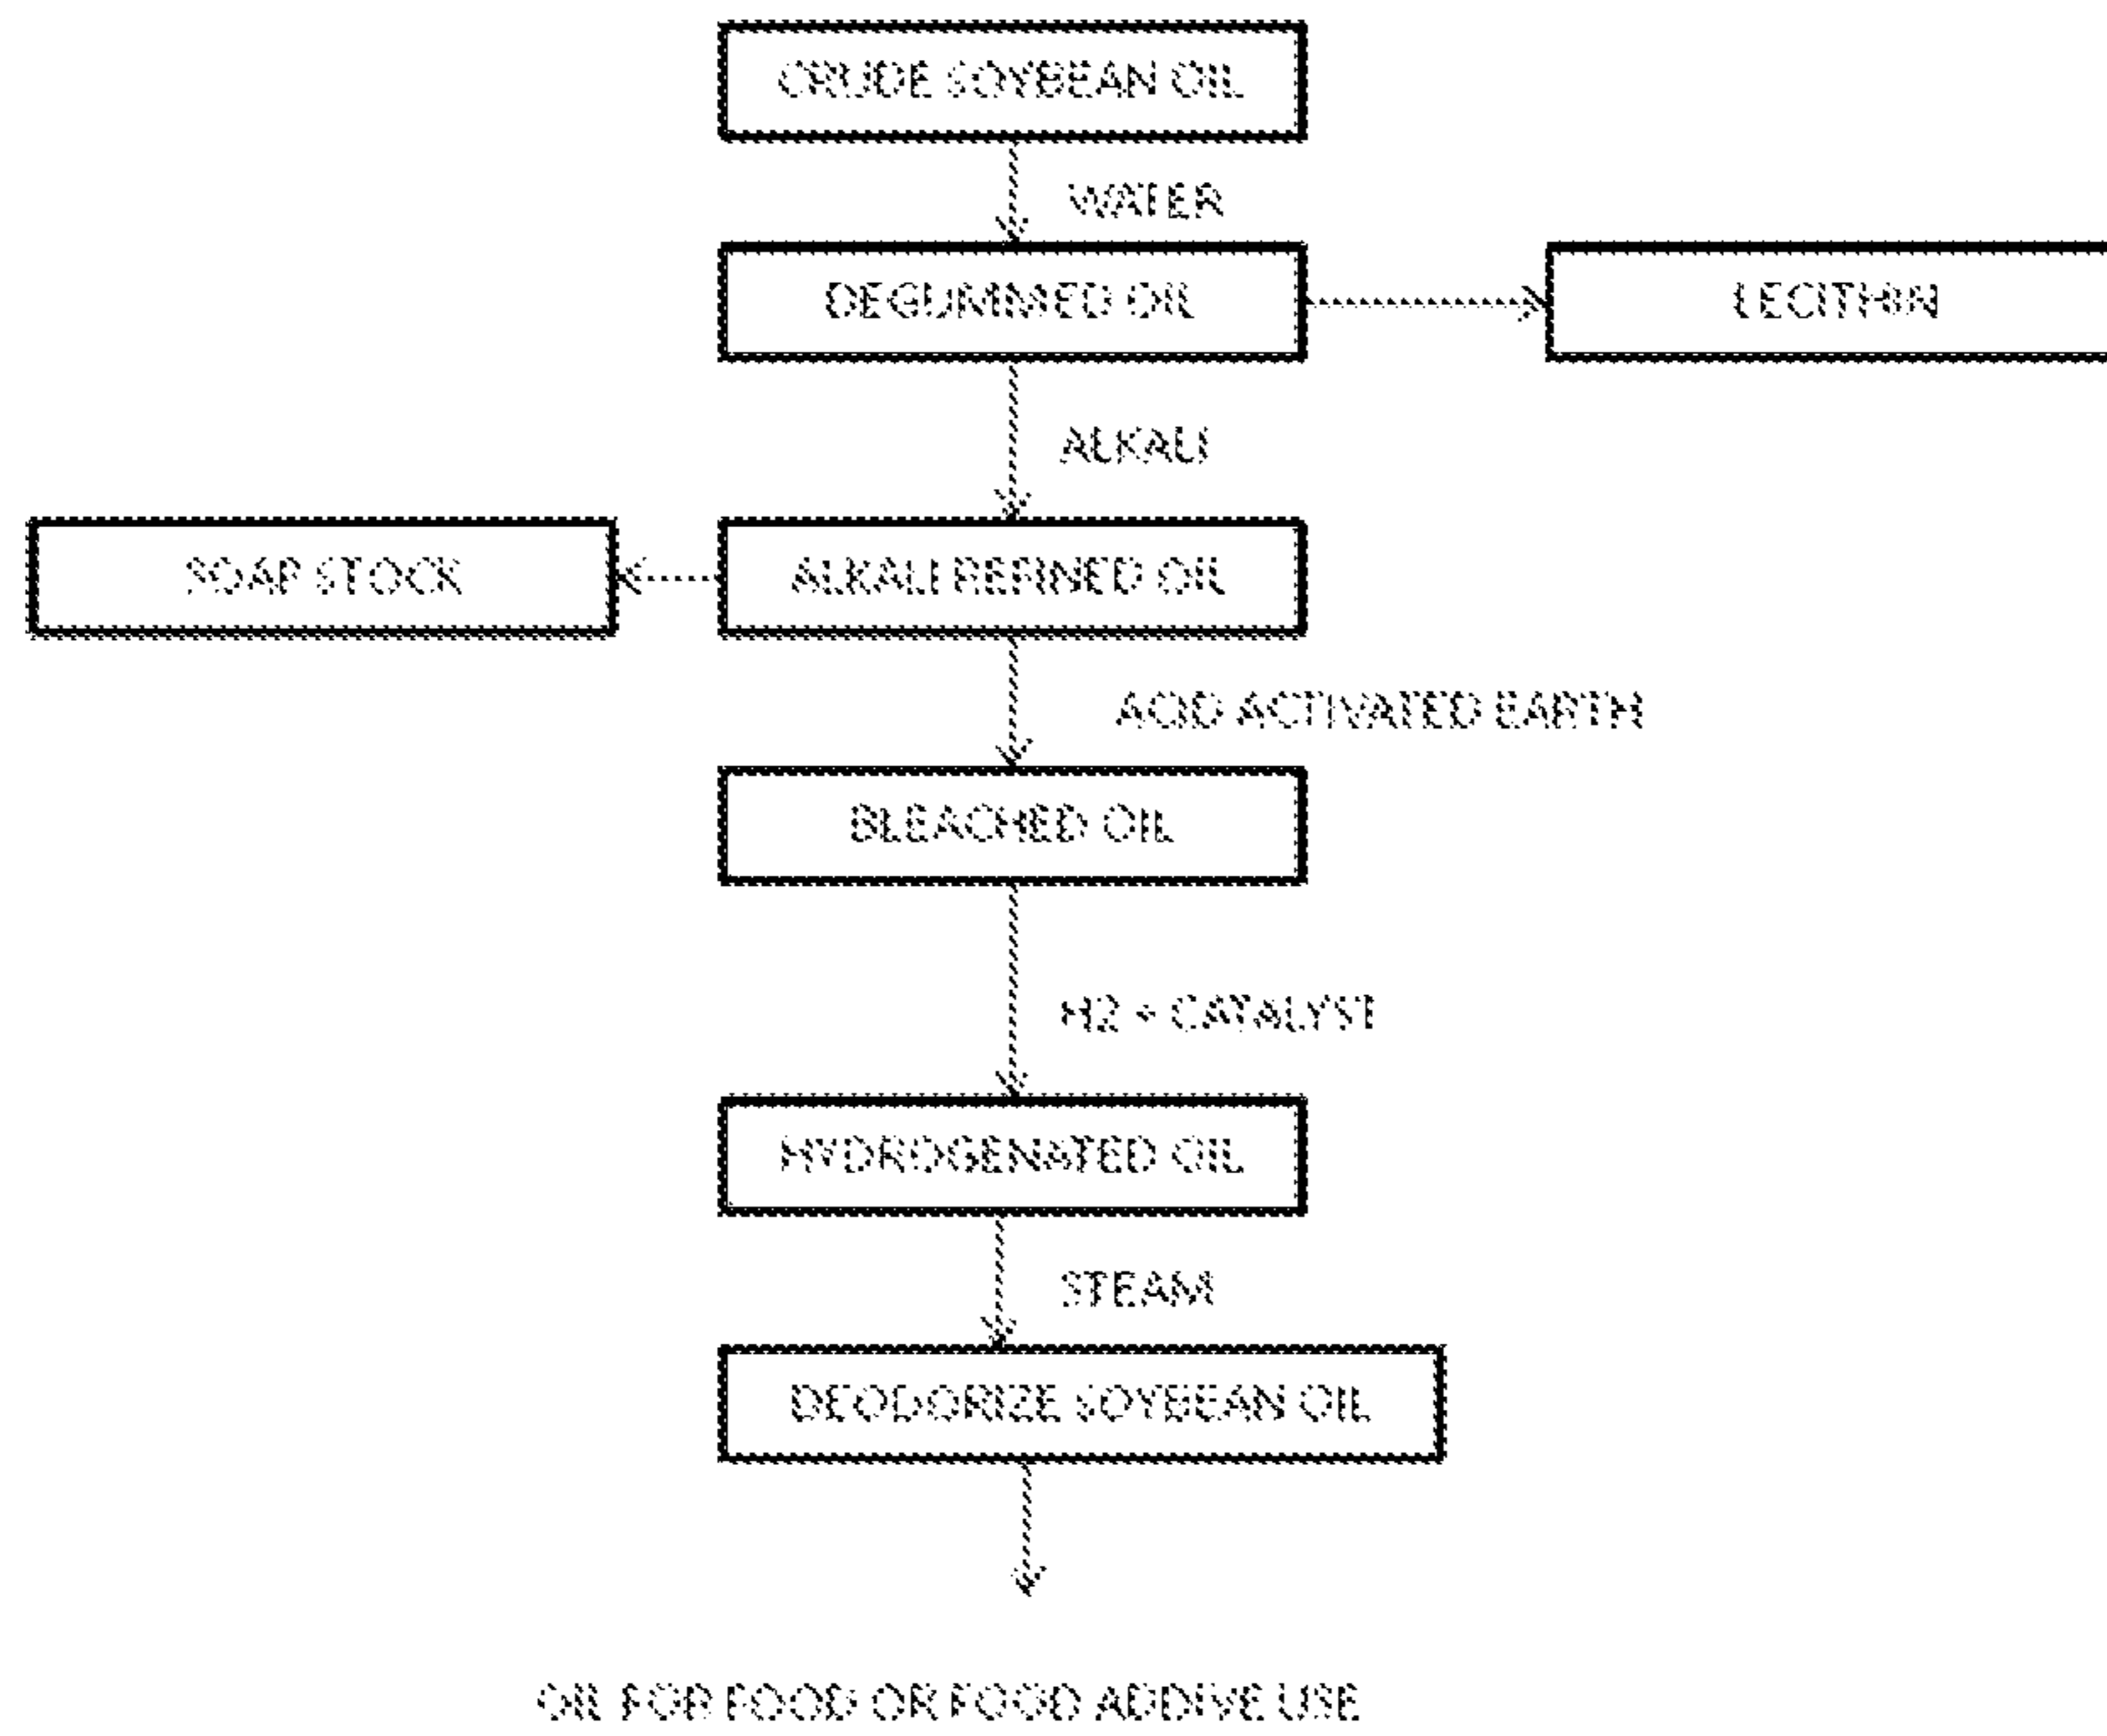 CRUDE SOYBEAN OIL
WATER
DEGUMMED OIL
LECITHIN
ALKALI
SOAP STOCK
ALKALI REFINED OIL
ACID ACTIVATED EARTH
BLEACHED OIL
H2 + CATALYST
HYDROGENATED OIL
STEAM
DEODORIZE SOYBEAN OIL
OIL FOR FOOD OR FOOD ADDIVE USE